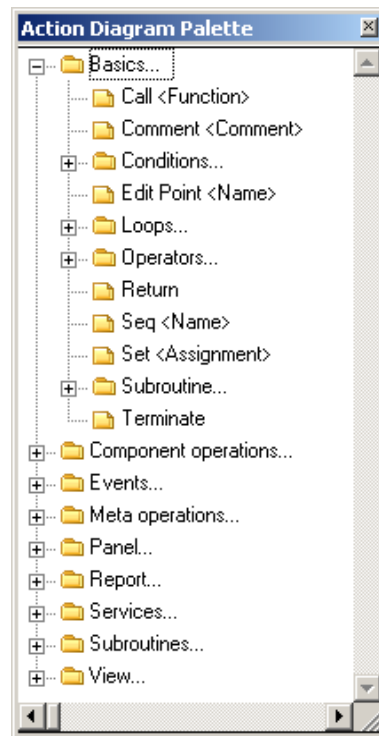 Action Diagram Palette
Basics...
Call <Function>
Comment <Comment>
Conditions...
Edit Point <Name>
Loops...
Operators...
Return
Seq <Name>
Set <Assignment>
Subroutine...
Terminate
Component operations...
Events...
Meta operations...
Panel...
Report...
Services...
Subroutines...
View...